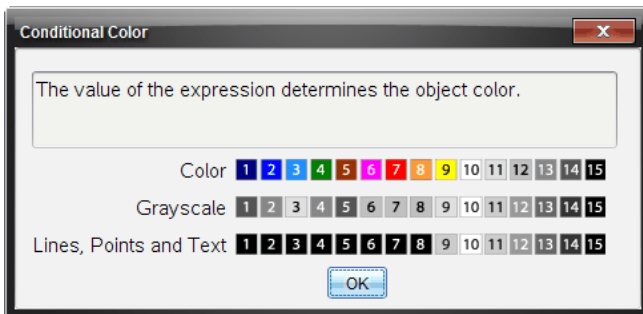 Conditional Color
The value of the expression determines the object color.
Color 1 2 3 4 5 6 7 8 9 10 11 12 13 14 15
Grayscale 1 2 3 4 5 6 7 8 9 10 11 12 13 14 15
Lines, Points and Text 1 2 3 4 5 6 7 8 9 10 11 12 13 14 15
OK